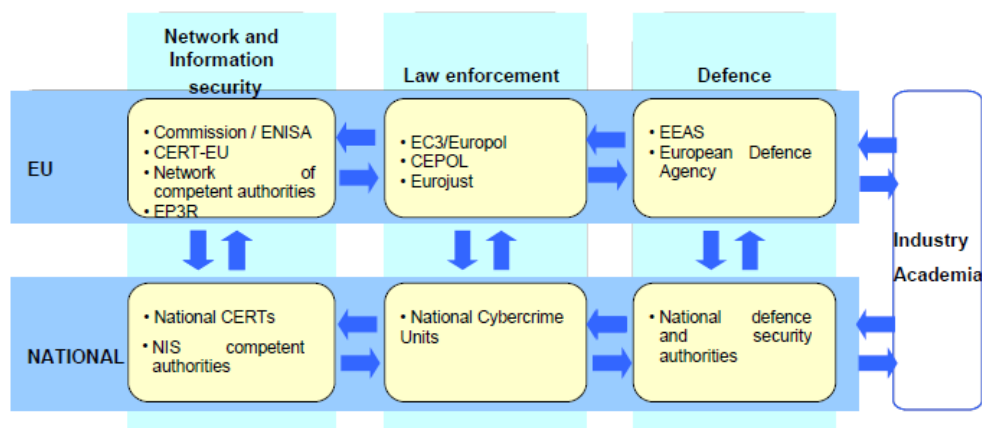 Network and
Information
security
Law enforcement
Defence
EU
• Commission / ENISA
• CERT-EU
• Network of
competent authorities
• EP3R
• EC3/Europol
• CEPOL
• Eurojust
• EEAS
• European Defence
Agency
Industry
Academia
NATIONAL
• National CERTs
• NIS competent
authorities
• National Cybercrime
Units
• National defence
and security
authorities